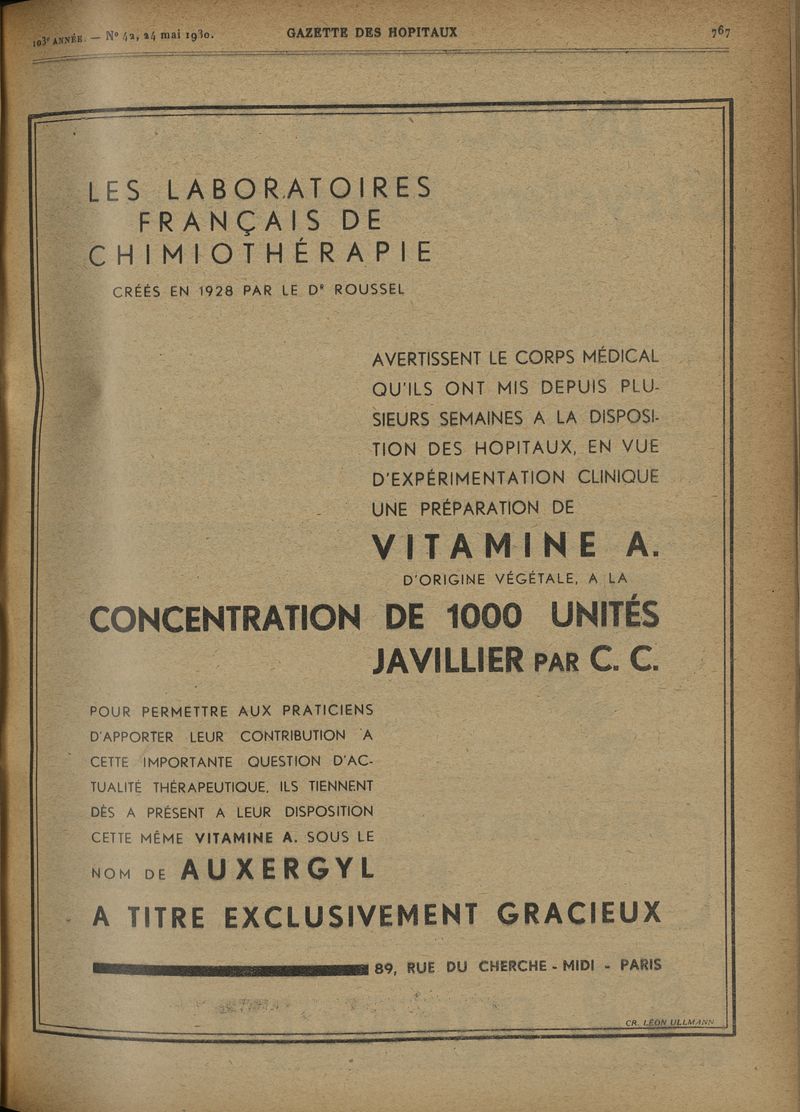 103e ANNÉE. — N° 42, 24 mai 1930.
GAZETTE DES HOPITAUX
767
LES LABORATOIRES
FRANÇAIS DE
CHIMIOTHÉRAPIE
CRÉÉS EN 1928 PAR LE Dr ROUSSEL
AVERTISSENT LE CORPS MÉDICAL
QU'ILS ONT MIS DEPUIS PLU-
SIEURS SEMAINES A LA DISPOSI-
TION DES HOPITAUX, EN VUE
D'EXPÉRIMENTATION CLINIQUE
UNE PRÉPARATION DE
VITAMINE A.
D'ORIGINE VÉGÉTALE, A LA
CONCENTRATION DE 1000 UNITÉS
JAVILLIER PAR C. C.
POUR PERMETTRE AUX PRATICIENS
D'APPORTER LEUR CONTRIBUTION A
CETTE IMPORTANTE QUESTION D'AC-
TUALITÉ THÉRAPEUTIQUE, ILS TIENNENT
DÈS A PRÉSENT A LEUR DISPOSITION
CETTE MÊME VITAMINE A. SOUS LE
NOM DE AUXERGYL
A TITRE EXCLUSIVEMENT GRACIEUX
89, RUE DU CHERCHE - MIDI - PARIS
CR. LÉON ULLMANN